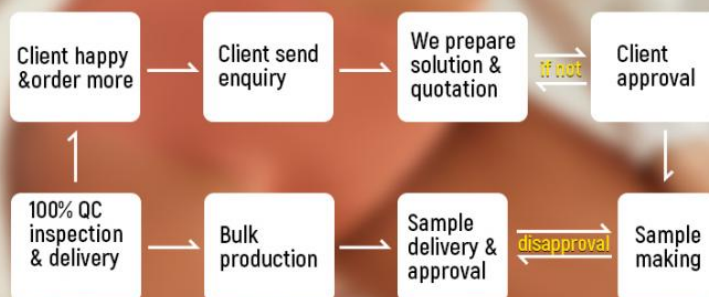 Client happy
&order more
Client send
enquiry
We prepare
solution &
quotation
if not
Client
approval
100% QC
inspection
& delivery
Bulk
production
Sample
delivery &
approval
disapproval
Sample
making